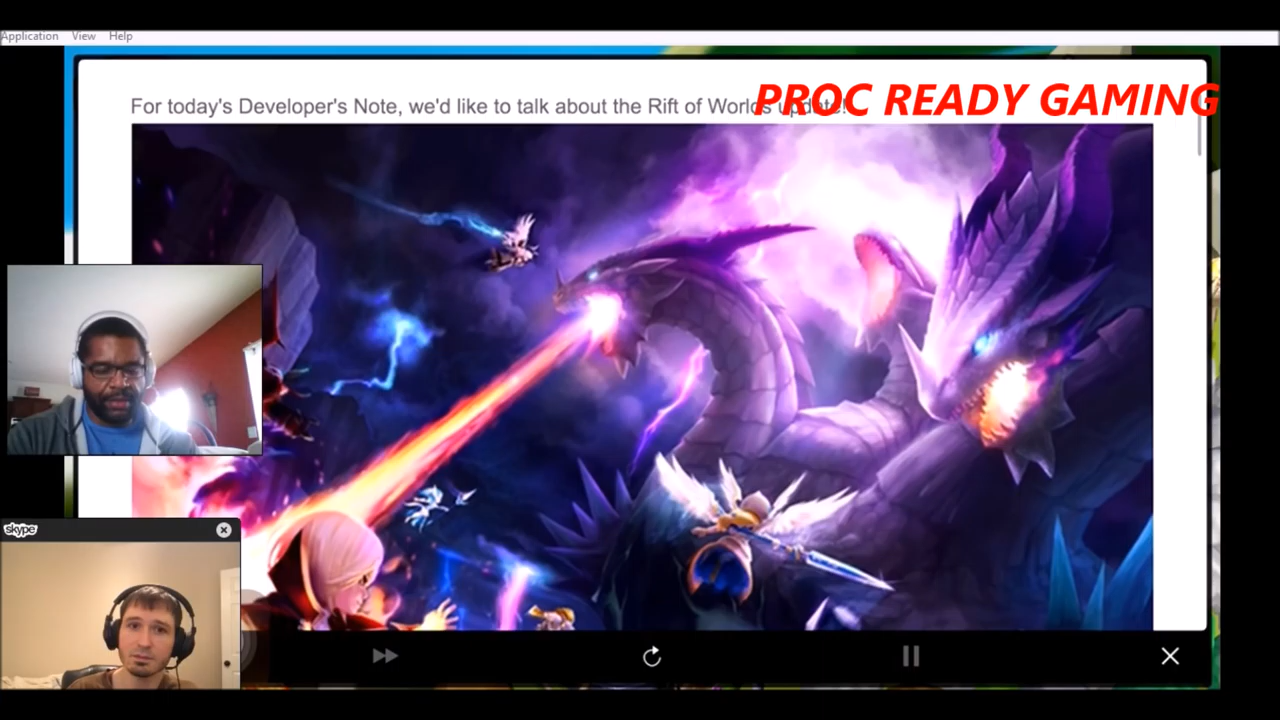 Application View Help
For today's Developer's Note, we'd like to talk about the Rift of Worlds update!
PROC READY GAMING
skype